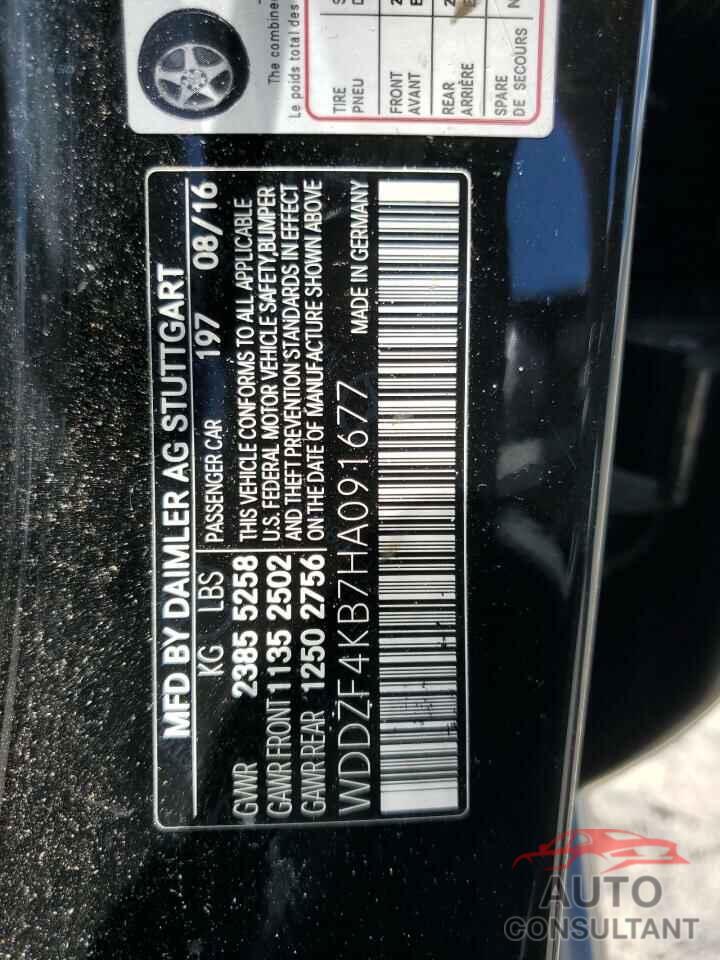 The combine
Le poids total des
TIRE
PNEU
FRONT
AVANT
REAR
ARRIÈRE
SPARE
DE SECOURS
MFD BY DAIMLER AG STUTTGART
KG LBS PASSENGER CAR 197 08/16
GVWR 2385 5258 THIS VEHICLE CONFORMS TO ALL APPLICABLE
GAWR FRONT 1135 2502 U.S. FEDERAL MOTOR VEHICLE SAFETY, BUMPER
AND THEFT PREVENTION STANDARDS IN EFFECT
GAWR-REAR 1250 2756 ON THE DATE OF MANUFACTURE SHOWN ABOVE
WDDZF4KB7HA091677 MADE IN GERMANY
AUTO
CONSULTANT